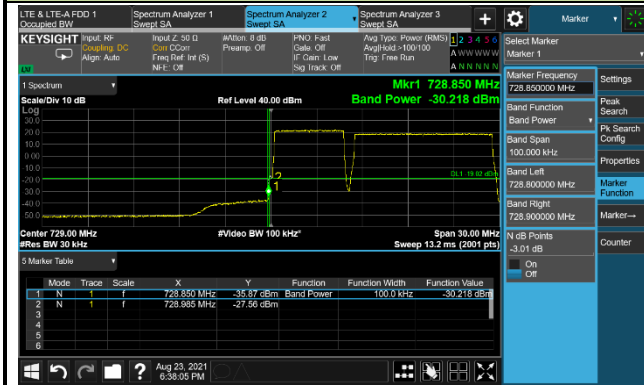 LTE & LTE-A FDD 1
Occupied BW
Spectrum Analyzer 1
Swept SA
Spectrum Analyzer 2
Swept SA
Spectrum Analyzer 3
Swept SA
+
Marker
KEYSIGHT
Input: RF
Coupling: DC
Align: Auto
Input Z: 50 Ω
Corr CCorr
Freq Ref: Int (S)
NFE: Off
#Atten: 8 dB
Preamp: Off
PNO: Fast
Gate: Off
IF Gain: Low
Sig Track: Off
Avg Type: Power (RMS)
Avg|Hold:>100/100
Trig: Free Run
1 2 3 4 5 6
A W W W W W
A N N N N N
LV
Select Marker
Marker 1
1 Spectrum
Scale/Div 10 dB
Ref Level 40.00 dBm
Mkr1 728.850 MHz
Band Power -30.218 dBm
Log
30.0
20.0
10.0
0.00
-10.0
-20.0
-30.0
-40.0
-50.0
DL1 -19.82 dBm
2
1
Center 729.00 MHz
#Res BW 30 kHz
#Video BW 100 kHz*
Span 30.00 MHz
Sweep 13.2 ms (2001 pts)
5 Marker Table
Mode Trace Scale X Y Function Function Width Function Value
1 N 1 f 728.850 MHz -35.87 dBm Band Power 100.0 kHz -30.218 dBm
2 N 1 f 728.985 MHz -27.56 dBm
3
4
5
6
Marker Frequency
728.850000 MHz
Band Function
Band Power
Band Span
100.000 kHz
Band Left
728.800000 MHz
Band Right
728.900000 MHz
N dB Points
-3.01 dB
On
Off
Settings
Peak
Search
Pk Search
Config
Properties
Marker
Function
Marker→
Counter
?
Aug 23, 2021
6:38:05 PM